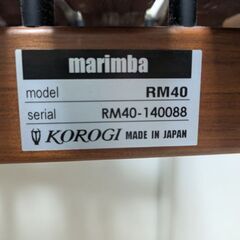 marimba
model RM40
serial RM40-140088
KOROGI MADE IN JAPAN